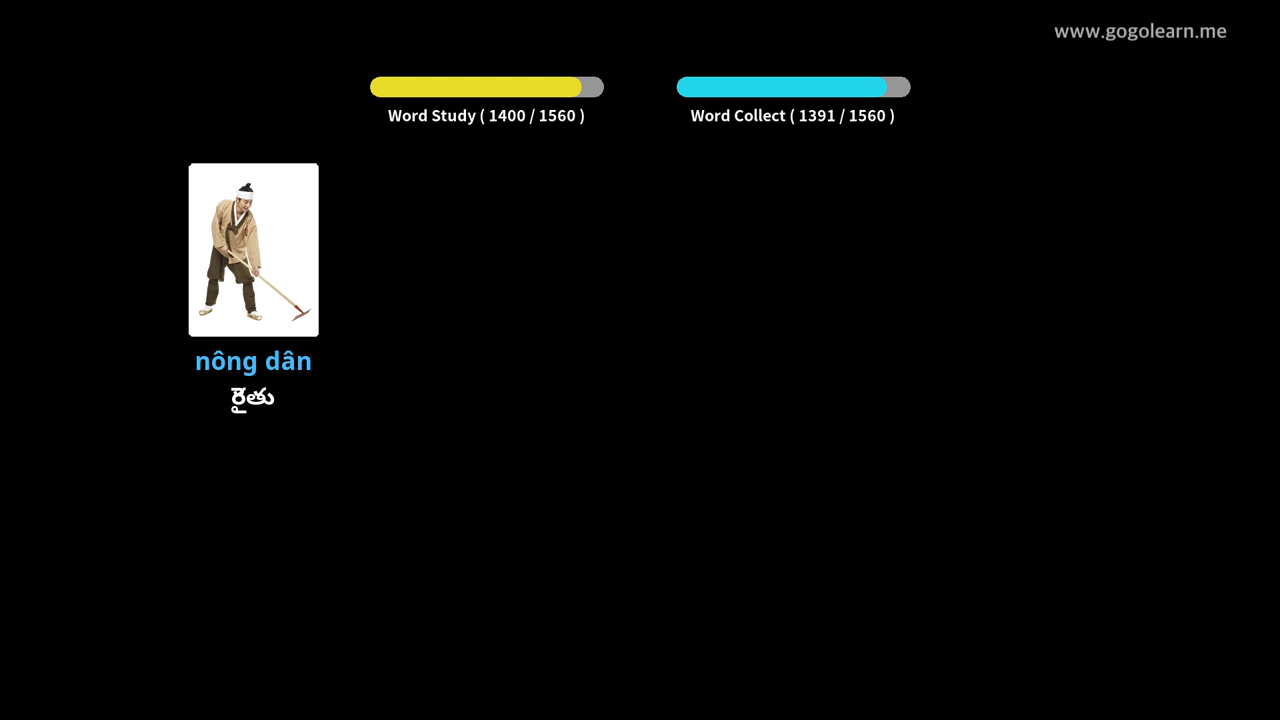 www.gogolearn.me
Word Study ( 1400 / 1560 )
Word Collect ( 1391 / 1560 )
nông dân
రైతు